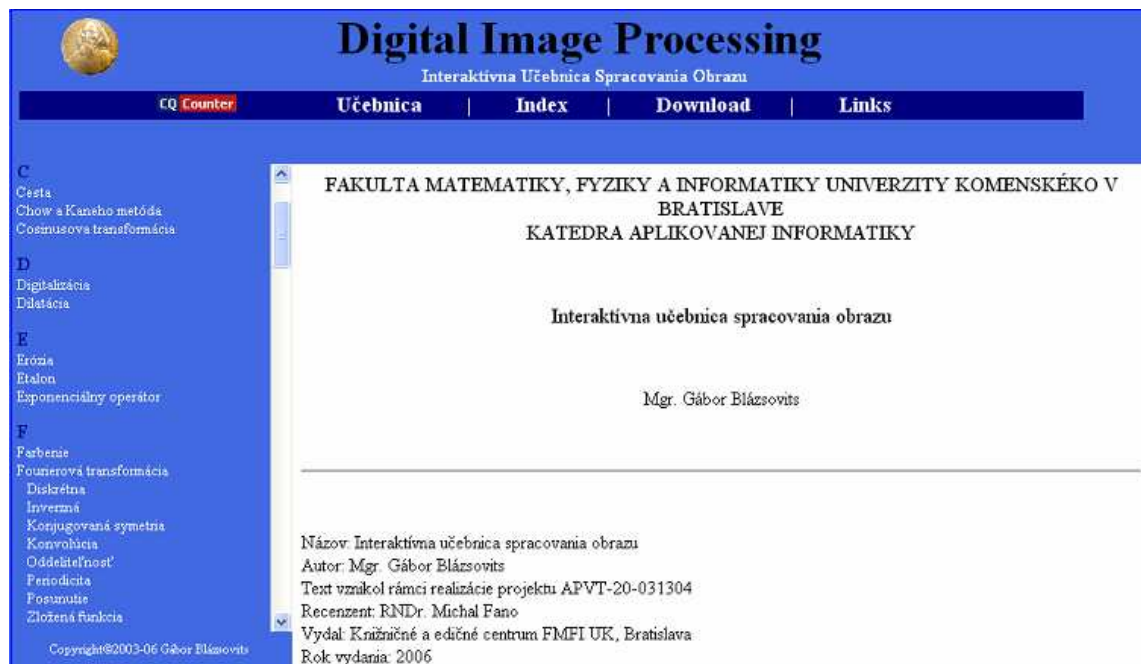 Digital Image Processing
Interaktívna Učebnica Spracovania Obrazu
CQ Counter
Učebnica | Index | Download | Links
C
Cesta
Chow a Kaneho metóda
Cosinusova transformácia
D
Digitalizácia
Dilatácia
E
Erózia
Etalon
Exponenciálny operátor
F
Farbenie
Fourierová transformácia
Diskrétna
Inverzná
Konjugovaná symetria
Konvolúcia
Oddeliteľnosť
Periodicita
Posunutie
Zložená funkcia
Copyright©2003-06 Gábor Blázsovits
FAKULTA MATEMATIKY, FYZIKY A INFORMATIKY UNIVERZITY KOMENSKÉKO V
BRATISLAVE
KATEDRA APLIKOVANEJ INFORMATIKY
Interaktívna učebnica spracovania obrazu
Mgr. Gábor Blázsovits
Názov: Interaktívna učebnica spracovania obrazu
Autor: Mgr. Gábor Blázsovits
Text vznikol rámci realizácie projektu APVT-20-031304
Recenzent: RNDr. Michal Fano
Vydal: Knižničné a edičné centrum FMFI UK, Bratislava
Rok vydania: 2006